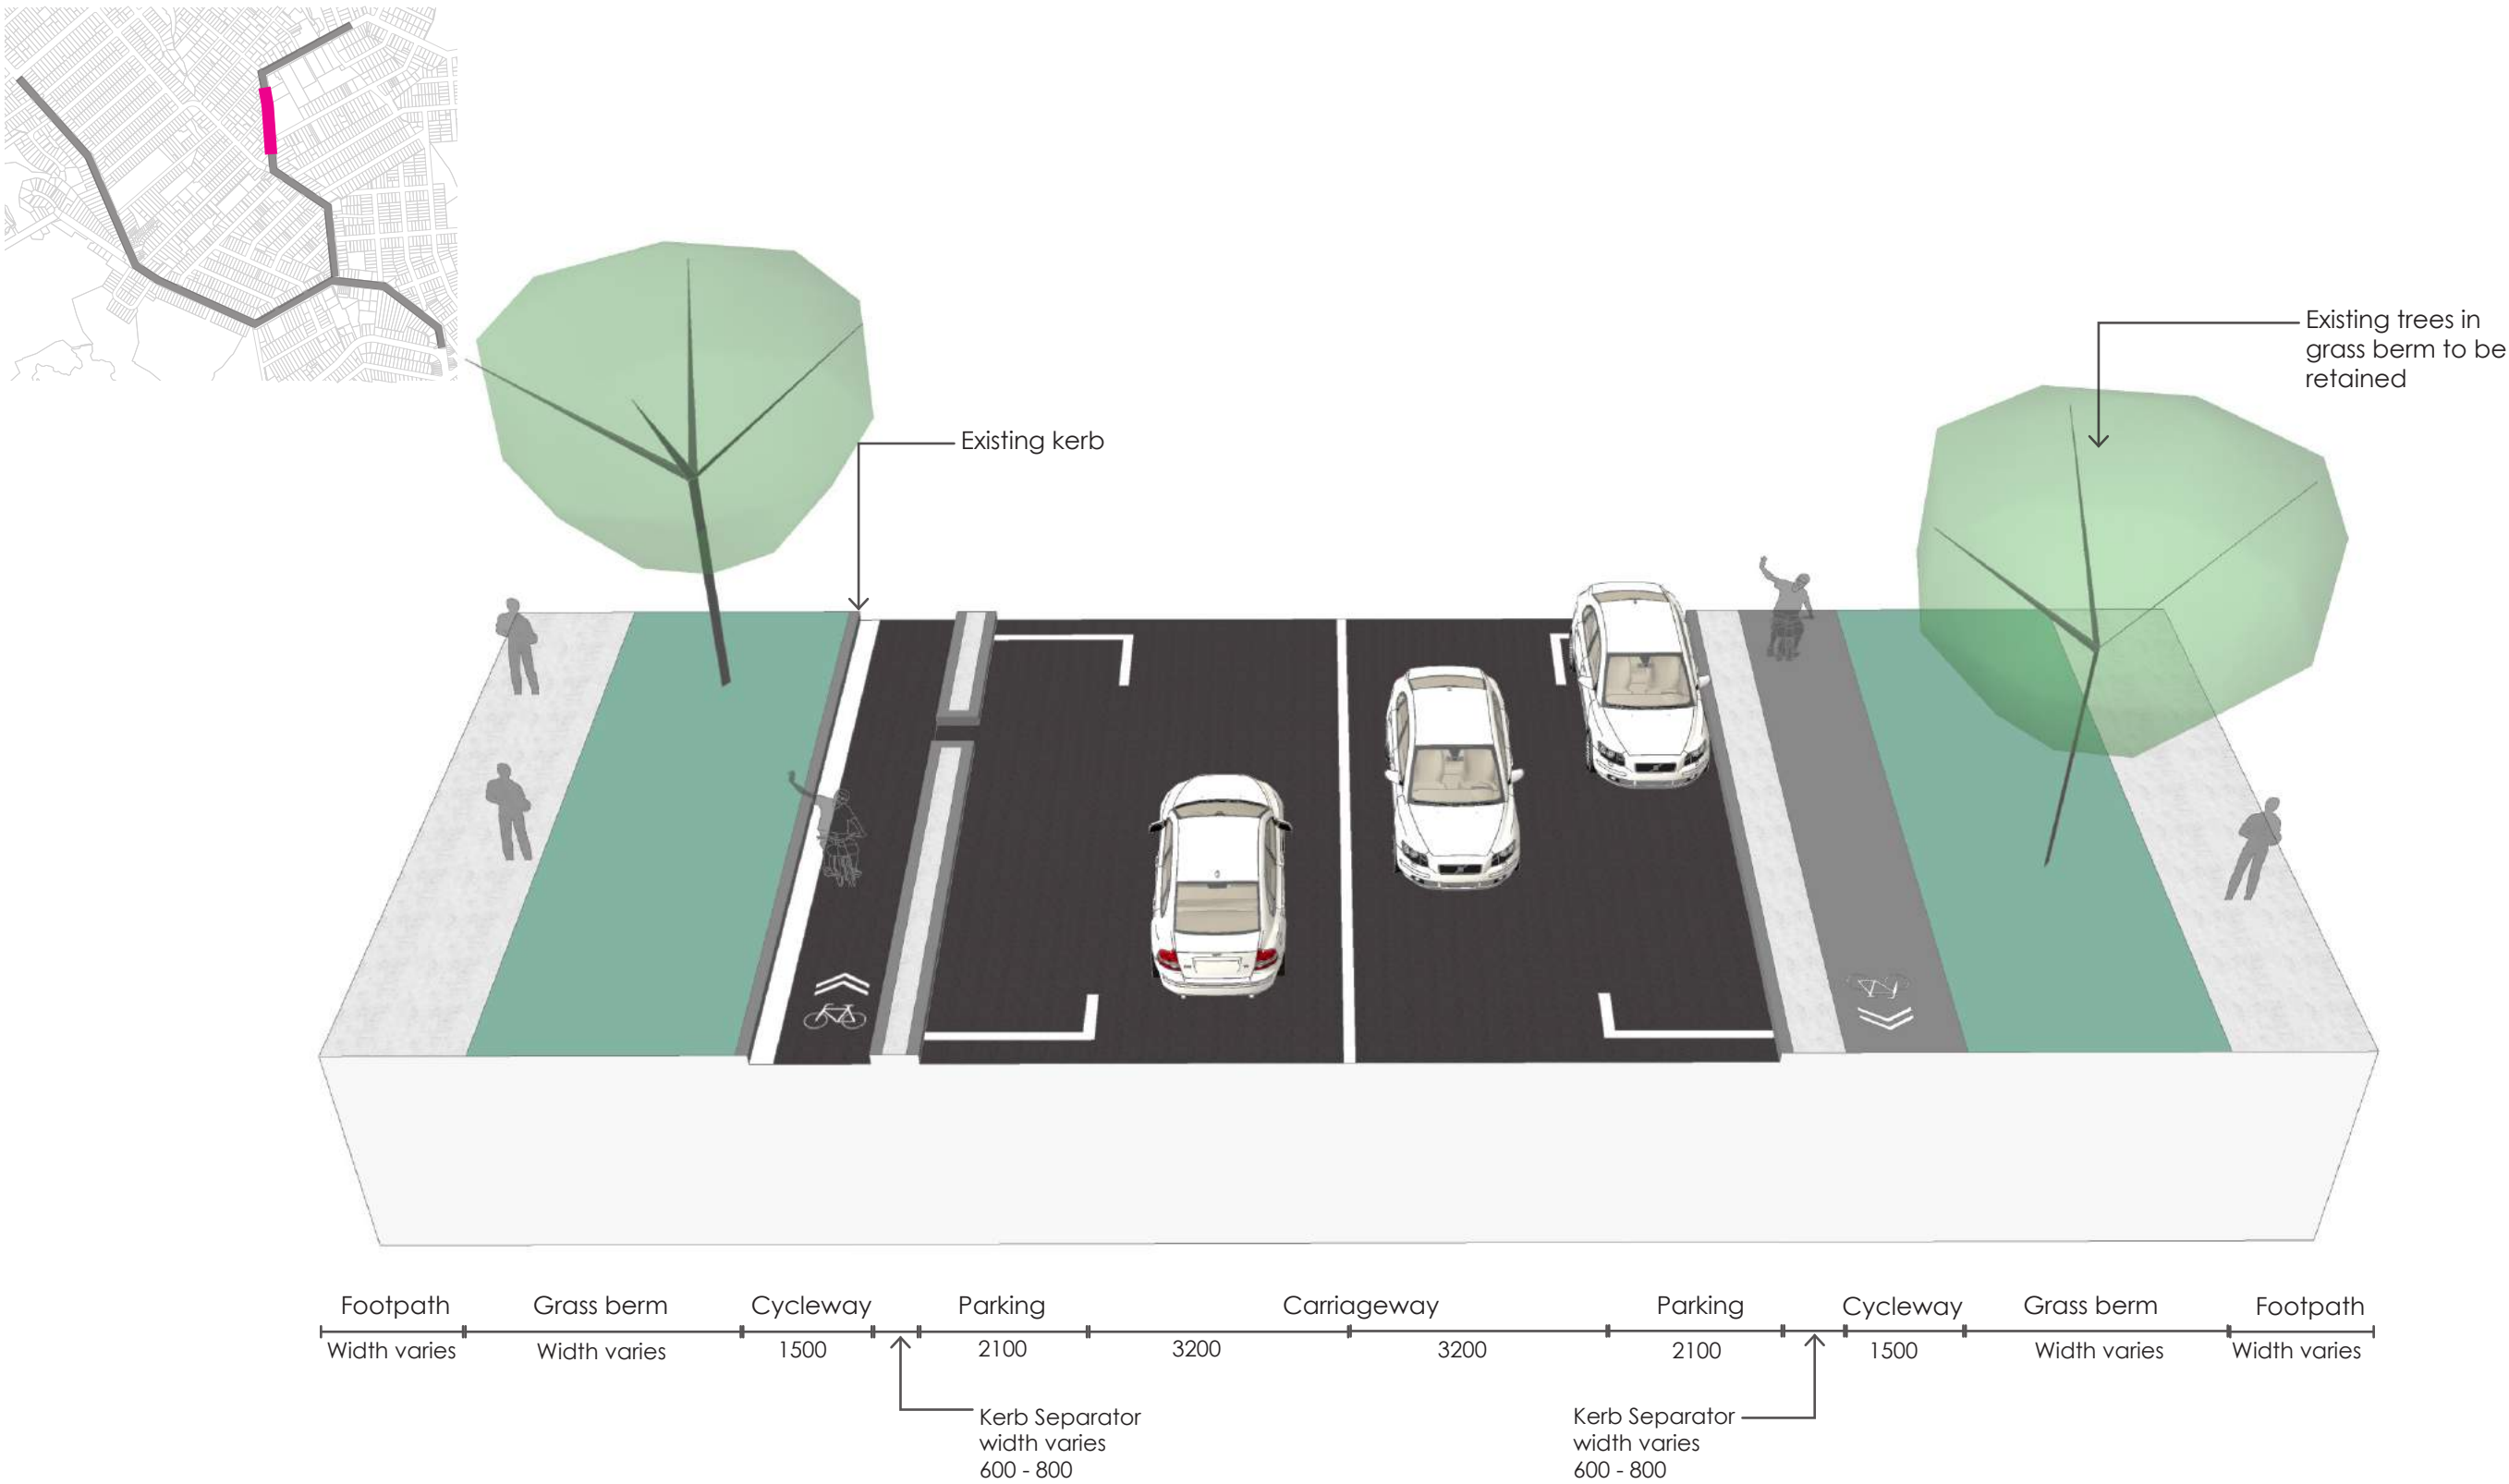 Existing trees in
grass berm to be
retained
Existing kerb
Footpath
Grass berm
Cycleway
Parking
Carriageway
Parking
Cycleway
Grass berm
Footpath
Width varies
Width varies
1500
2100
3200
3200
2100
1500
Width varies
Width varies
Kerb Separator
width varies
600 - 800
Kerb Separator
width varies
600 - 800